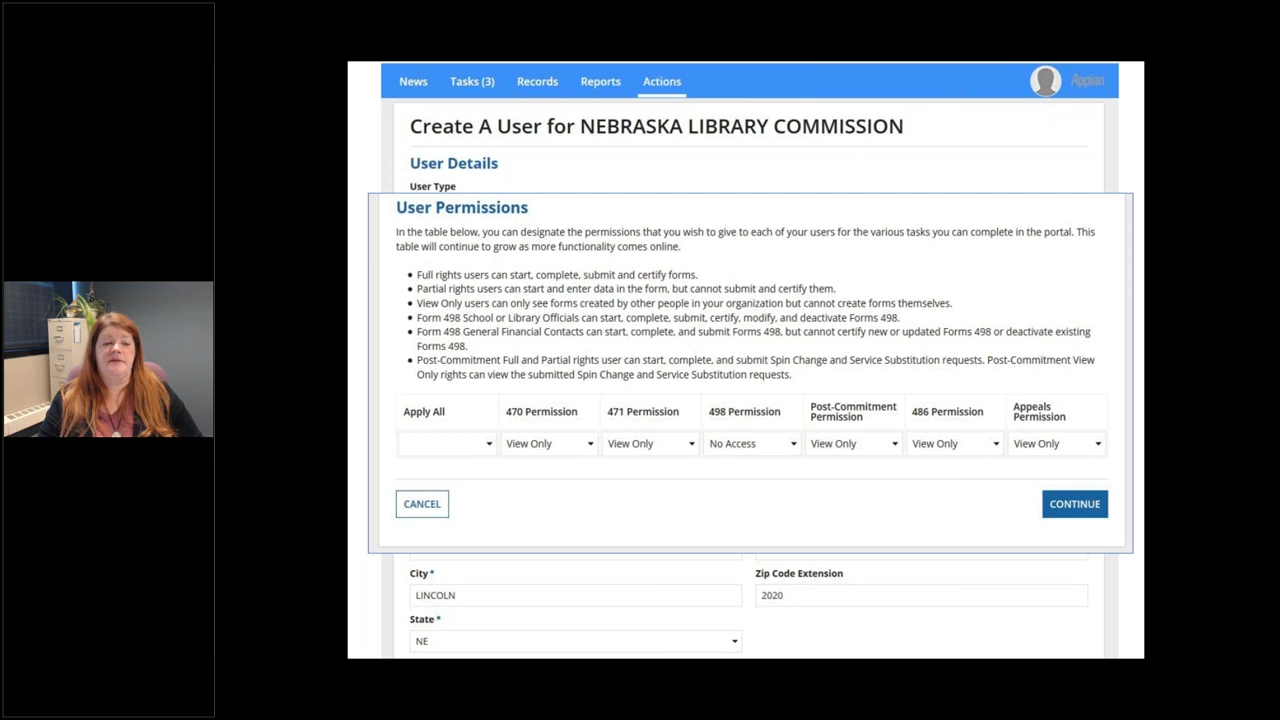 News Tasks (3) Records Reports Actions Appian
Create A User for NEBRASKA LIBRARY COMMISSION
User Details
User Type
User Permissions
In the table below, you can designate the permissions that you wish to give to each of your users for the various tasks you can complete in the portal. This
table will continue to grow as more functionality comes online.
• Full rights users can start, complete, submit and certify forms.
• Partial rights users can start and enter data in the form, but cannot submit and certify them.
• View Only users can only see forms created by other people in your organization but cannot create forms themselves.
• Form 498 School or Library Officials can start, complete, submit, certify, modify, and deactivate Forms 498.
• Form 498 General Financial Contacts can start, complete, and submit Forms 498, but cannot certify new or updated Forms 498 or deactivate existing
Forms 498.
• Post-Commitment Full and Partial rights user can start, complete, and submit Spin Change and Service Substitution requests. Post-Commitment View
Only rights can view the submitted Spin Change and Service Substitution requests.
Apply All 470 Permission 471 Permission 498 Permission Post-Commitment Permission 486 Permission Appeals Permission
View Only View Only No Access View Only View Only View Only
CANCEL CONTINUE
City * Zip Code Extension
LINCOLN 2020
State *
NE